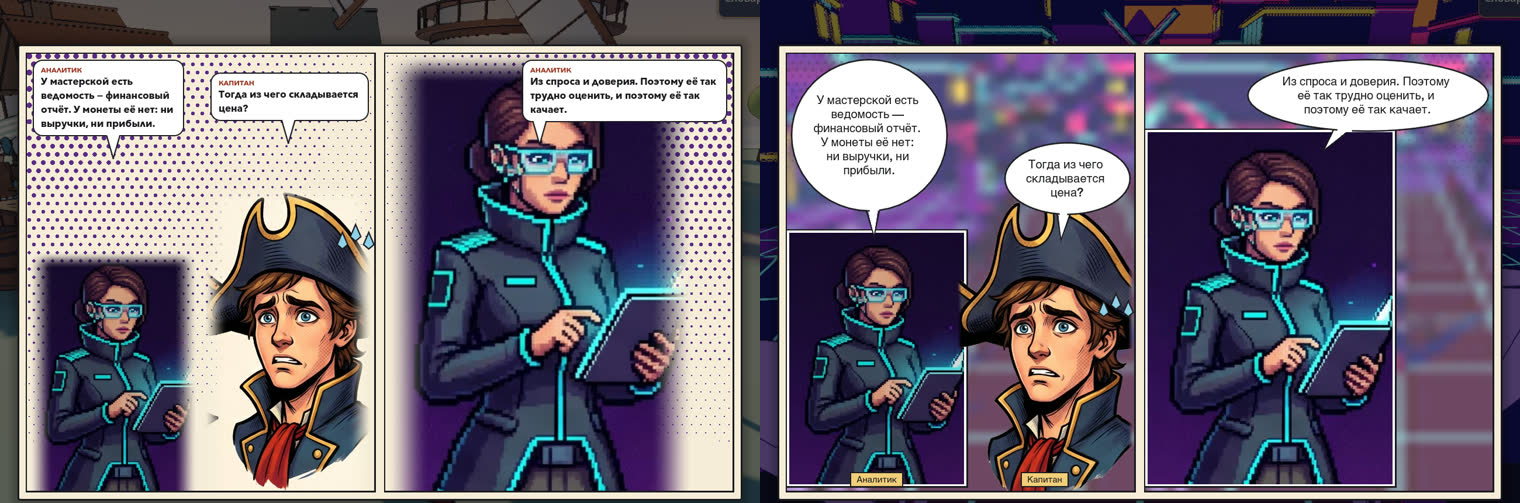 АНАЛИТИК
У мастерской есть
ведомость – финансовый
отчёт. У монеты её нет: ни
выручки, ни прибыли.
КАПИТАН
Тогда из чего складывается
цена?
АНАЛИТИК
Из спроса и доверия. Поэтому её так
трудно оценить, и поэтому её так
качает.
У мастерской есть
ведомость —
финансовый отчёт.
У монеты её нет:
ни выручки, ни
прибыли.
Тогда из чего
складывается
цена?
Из спроса и доверия. Поэтому
её так трудно оценить, и
поэтому её так качает.
Аналитик
Капитан